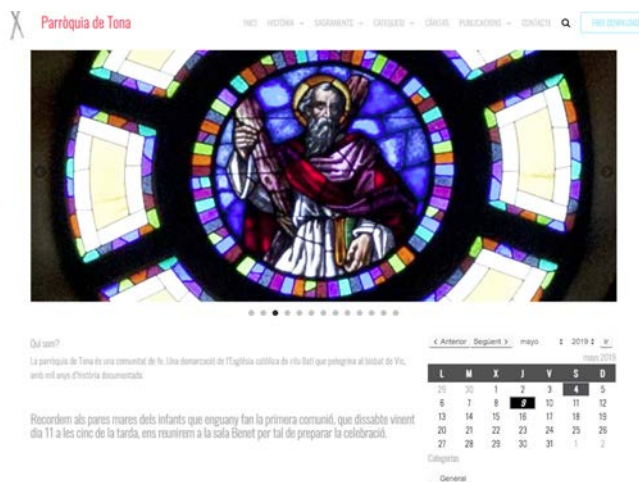 Parròquia de Tona
INICI HISTÒRIA SAGRAMENTS CATEQUESI CÀRITAS PUBLICACIONS CONTACTE FREE DOWNLOAD
Qui som?
La parròquia de Tona és una comunitat de fe. Una demarcació de l'Església catòlica de ritu llatí que pelegrina al bisbat de Vic,
amb mil anys d'història documentada.
Recordem als pares mares dels infants que enguany fan la primera comunió, que dissabte vinent
dia 11 a les cinc de la tarda, ens reunirem a la sala Benet per tal de preparar la celebració.
< Anterior Següent > mayo 2019 Ir
mayo 2019
L M X J V S D
29 30 1 2 3 4 5
6 7 8 9 10 11 12
13 14 15 16 17 18 19
20 21 22 23 24 25 26
27 28 29 30 31 1 2
Categorías
General